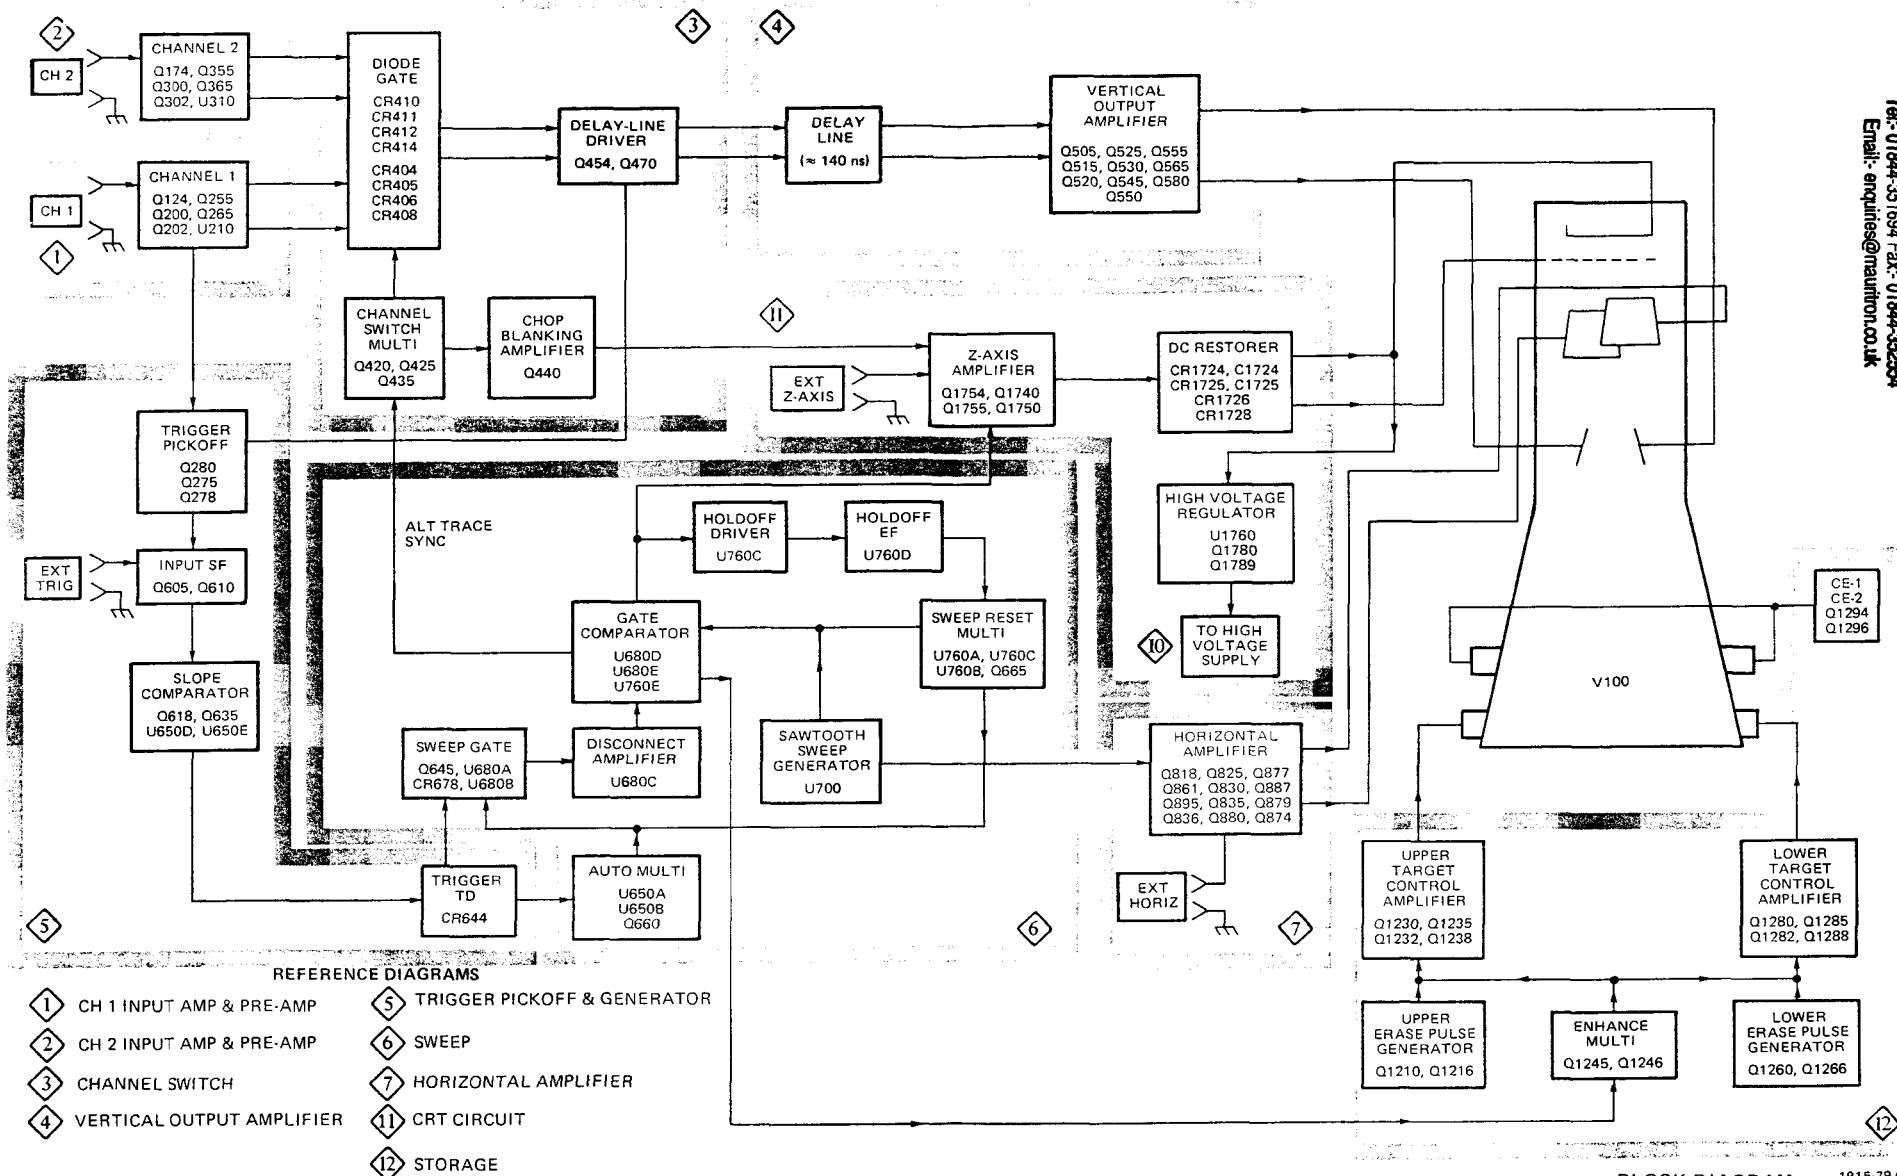 2
CH 2
CHANNEL 2
Q174, Q355
Q300, Q365
Q302, U310
CH 1
1
CHANNEL 1
Q124, Q255
Q200, Q265
Q202, U210
DIODE
GATE
CR410
CR411
CR412
CR414
CR404
CR405
CR406
CR408
3
4
DELAY-LINE
DRIVER
Q454, Q470
DELAY
LINE
(≈ 140 ns)
VERTICAL
OUTPUT
AMPLIFIER
Q505, Q525, Q555
Q515, Q530, Q565
Q520, Q545, Q580
Q550
Email:- enquiries@mauritron.co.uk
CHANNEL
SWITCH
MULTI
Q420, Q425
Q435
CHOP
BLANKING
AMPLIFIER
Q440
11
EXT
Z-AXIS
Z-AXIS
AMPLIFIER
Q1754, Q1740
Q1755, Q1750
DC RESTORER
CR1724, C1724
CR1725, C1725
CR1726
CR1728
TRIGGER
PICKOFF
Q280
Q275
Q278
EXT
TRIG
INPUT SF
Q605, Q610
SLOPE
COMPARATOR
Q618, Q635
U650D, U650E
ALT TRACE
SYNC
HOLDOFF
DRIVER
U760C
HOLDOFF
EF
U760D
GATE
COMPARATOR
U680D
U680E
U760E
SWEEP RESET
MULTI
U760A, U760C
U760B, Q665
HIGH VOLTAGE
REGULATOR
U1760
Q1780
Q1789
10
TO HIGH
VOLTAGE
SUPPLY
SWEEP GATE
Q645, U680A
CR678, U680B
DISCONNECT
AMPLIFIER
U680C
SAWTOOTH
SWEEP
GENERATOR
U700
HORIZONTAL
AMPLIFIER
Q818, Q825, Q877
Q861, Q830, Q887
Q895, Q835, Q879
Q836, Q880, Q874
CE-1
CE-2
Q1294
Q1296
V100
TRIGGER
TD
CR644
AUTO MULTI
U650A
U650B
Q660
5
6
EXT
HORIZ
7
UPPER
TARGET
CONTROL
AMPLIFIER
Q1230, Q1235
Q1232, Q1238
LOWER
TARGET
CONTROL
AMPLIFIER
Q1280, Q1285
Q1282, Q1288
UPPER
ERASE PULSE
GENERATOR
Q1210, Q1216
ENHANCE
MULTI
Q1245, Q1246
LOWER
ERASE PULSE
GENERATOR
Q1260, Q1266
12
REFERENCE DIAGRAMS
1 CH 1 INPUT AMP & PRE-AMP
2 CH 2 INPUT AMP & PRE-AMP
3 CHANNEL SWITCH
4 VERTICAL OUTPUT AMPLIFIER
5 TRIGGER PICKOFF & GENERATOR
6 SWEEP
7 HORIZONTAL AMPLIFIER
11 CRT CIRCUIT
12 STORAGE